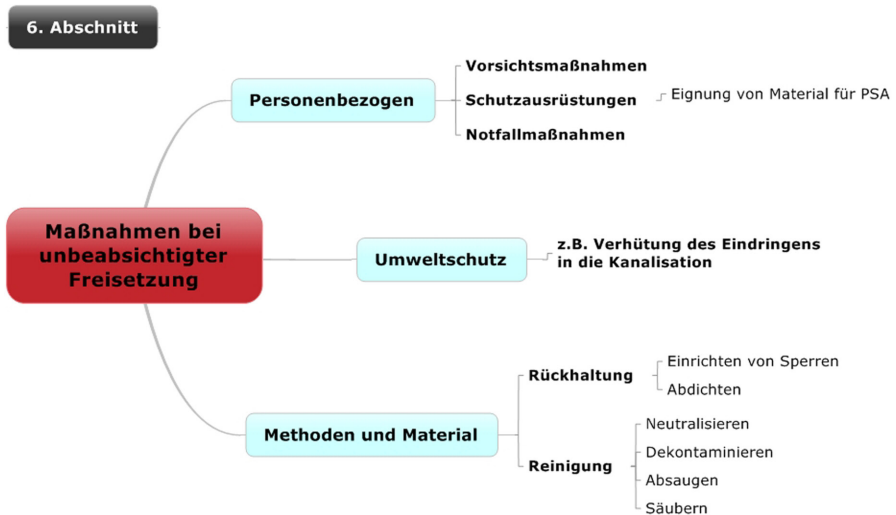 6. Abschnitt
Maßnahmen bei
unbeabsichtigter
Freisetzung
Personenbezogen
Vorsichtsmaßnahmen
Schutzausrüstungen
Eignung von Material für PSA
Notfallmaßnahmen
Umweltschutz
z.B. Verhütung des Eindringens
in die Kanalisation
Methoden und Material
Rückhaltung
Einrichten von Sperren
Abdichten
Reinigung
Neutralisieren
Dekontaminieren
Absaugen
Säubern